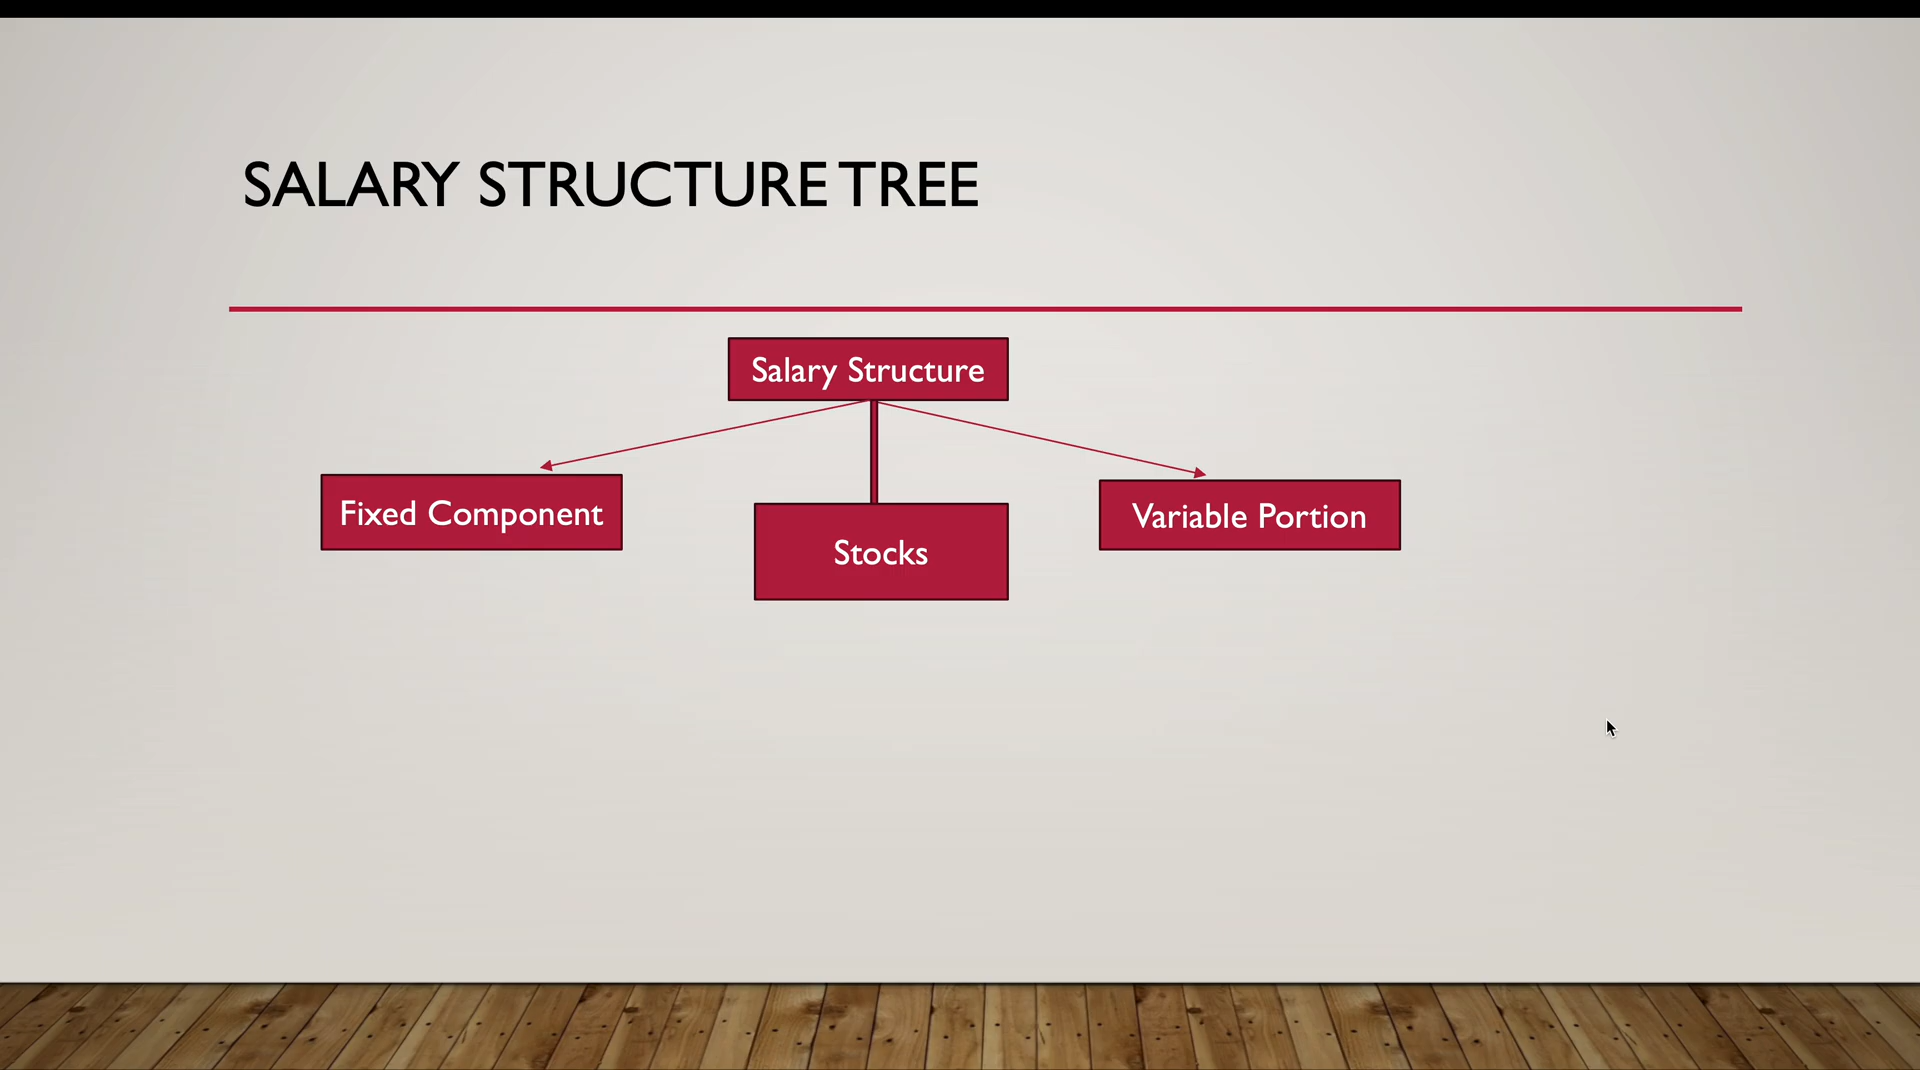 SALARY STRUCTURE TREE
Salary Structure
Fixed Component
Stocks
Variable Portion